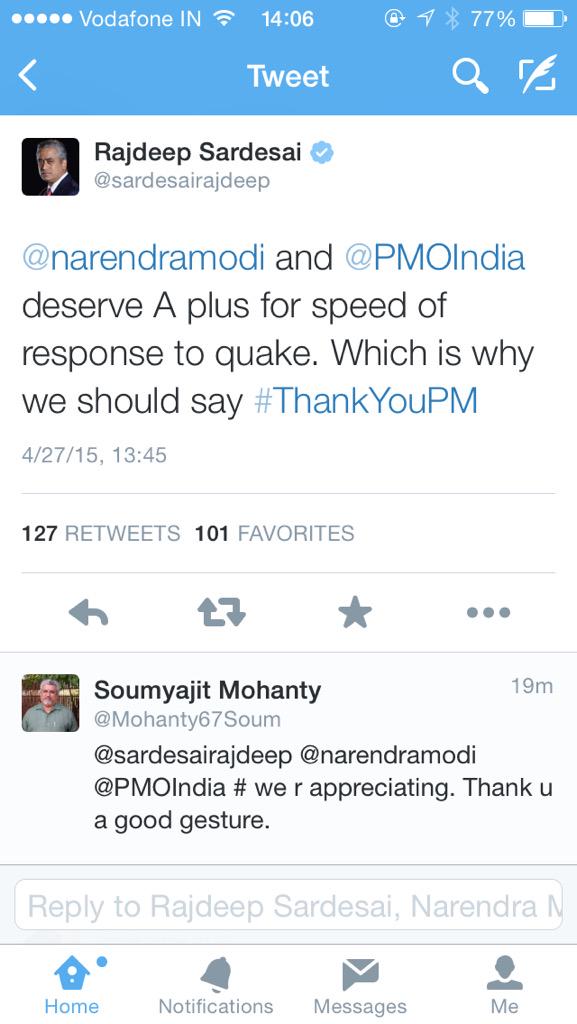 Vodafone IN 14:06 77%
Tweet
Rajdeep Sardesai
@sardesairajdeep
@narendramodi and @PMOIndia
deserve A plus for speed of
response to quake. Which is why
we should say #ThankYouPM
4/27/15, 13:45
127 RETWEETS 101 FAVORITES
Soumyajit Mohanty 19m
@Mohanty67Soum
@sardesairajdeep @narendramodi
@PMOIndia # we r appreciating. Thank u
a good gesture.
Reply to Rajdeep Sardesai, Narendra M
Home Notifications Messages Me